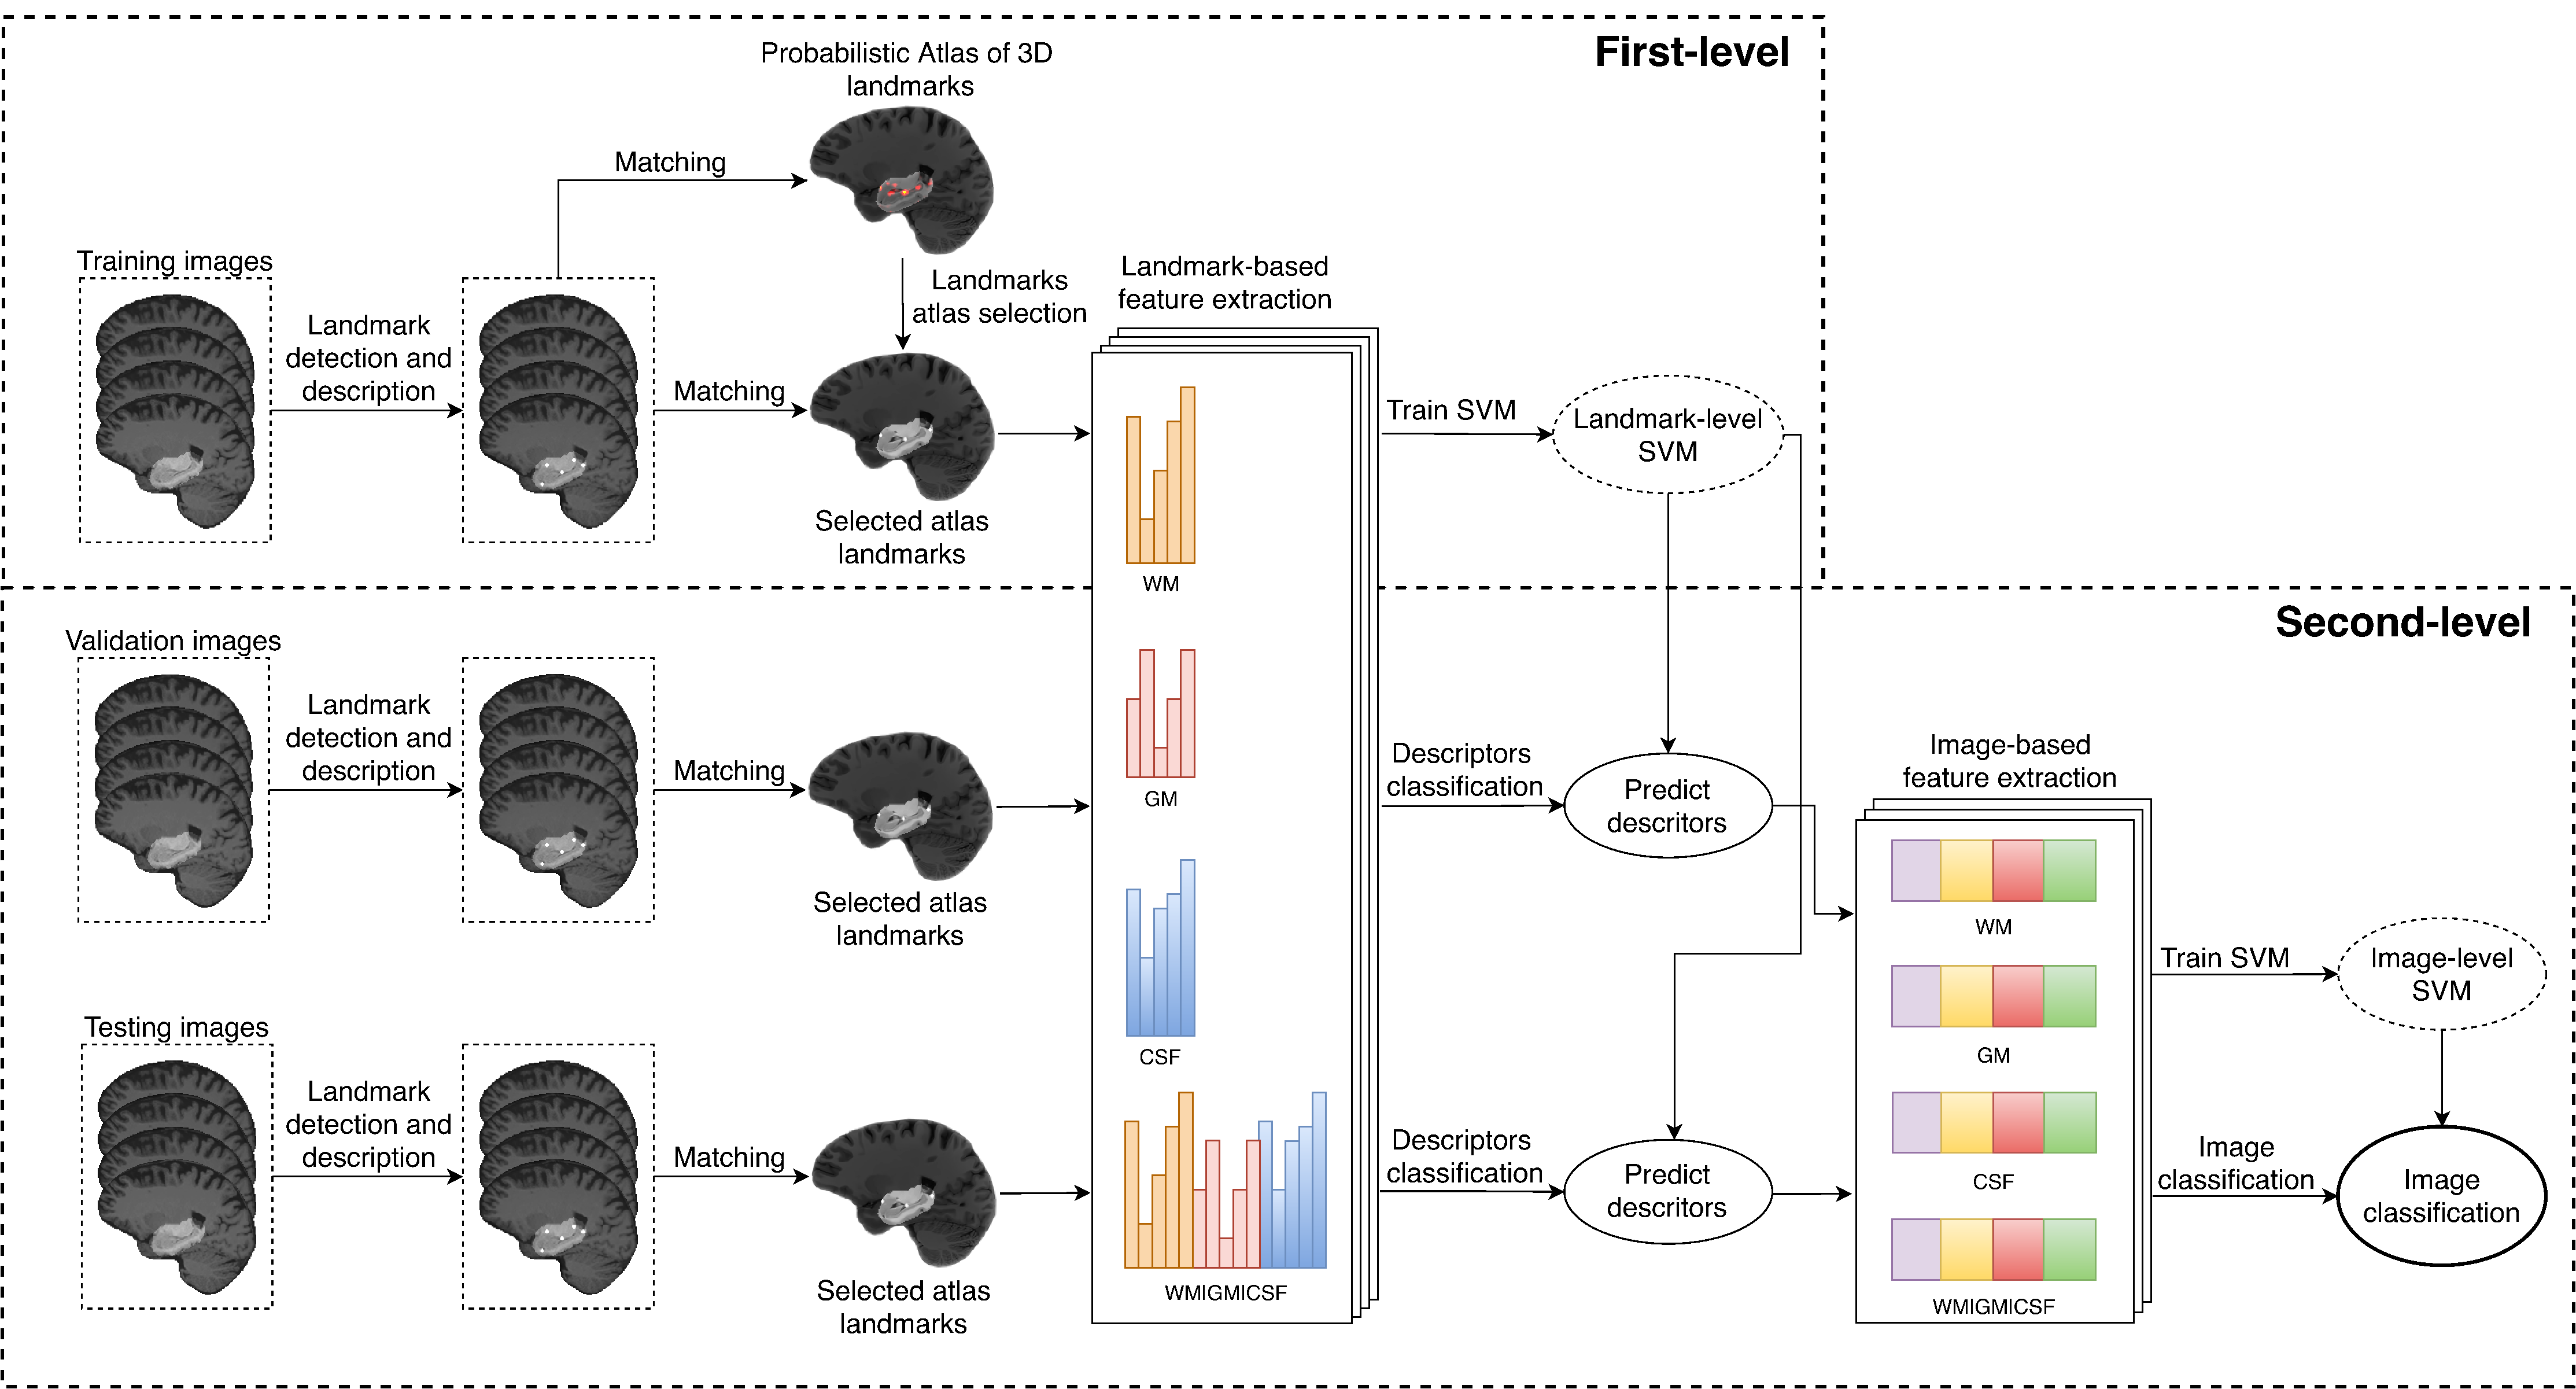 First-level
Probabilistic Atlas of 3D
landmarks
Matching
Training images
Landmark
detection and
description
Matching
Landmarks
atlas selection
Selected atlas
landmarks
Landmark-based
feature extraction
WM
GM
CSF
WMIGMICSF
Train SVM
Landmark-level
SVM
Second-level
Validation images
Landmark
detection and
description
Matching
Selected atlas
landmarks
Descriptors
classification
Predict
descritors
Image-based
feature extraction
WM
GM
CSF
WMIGMICSF
Train SVM
Image-level
SVM
Testing images
Landmark
detection and
description
Matching
Selected atlas
landmarks
Descriptors
classification
Predict
descritors
Image
classification
Image
classification